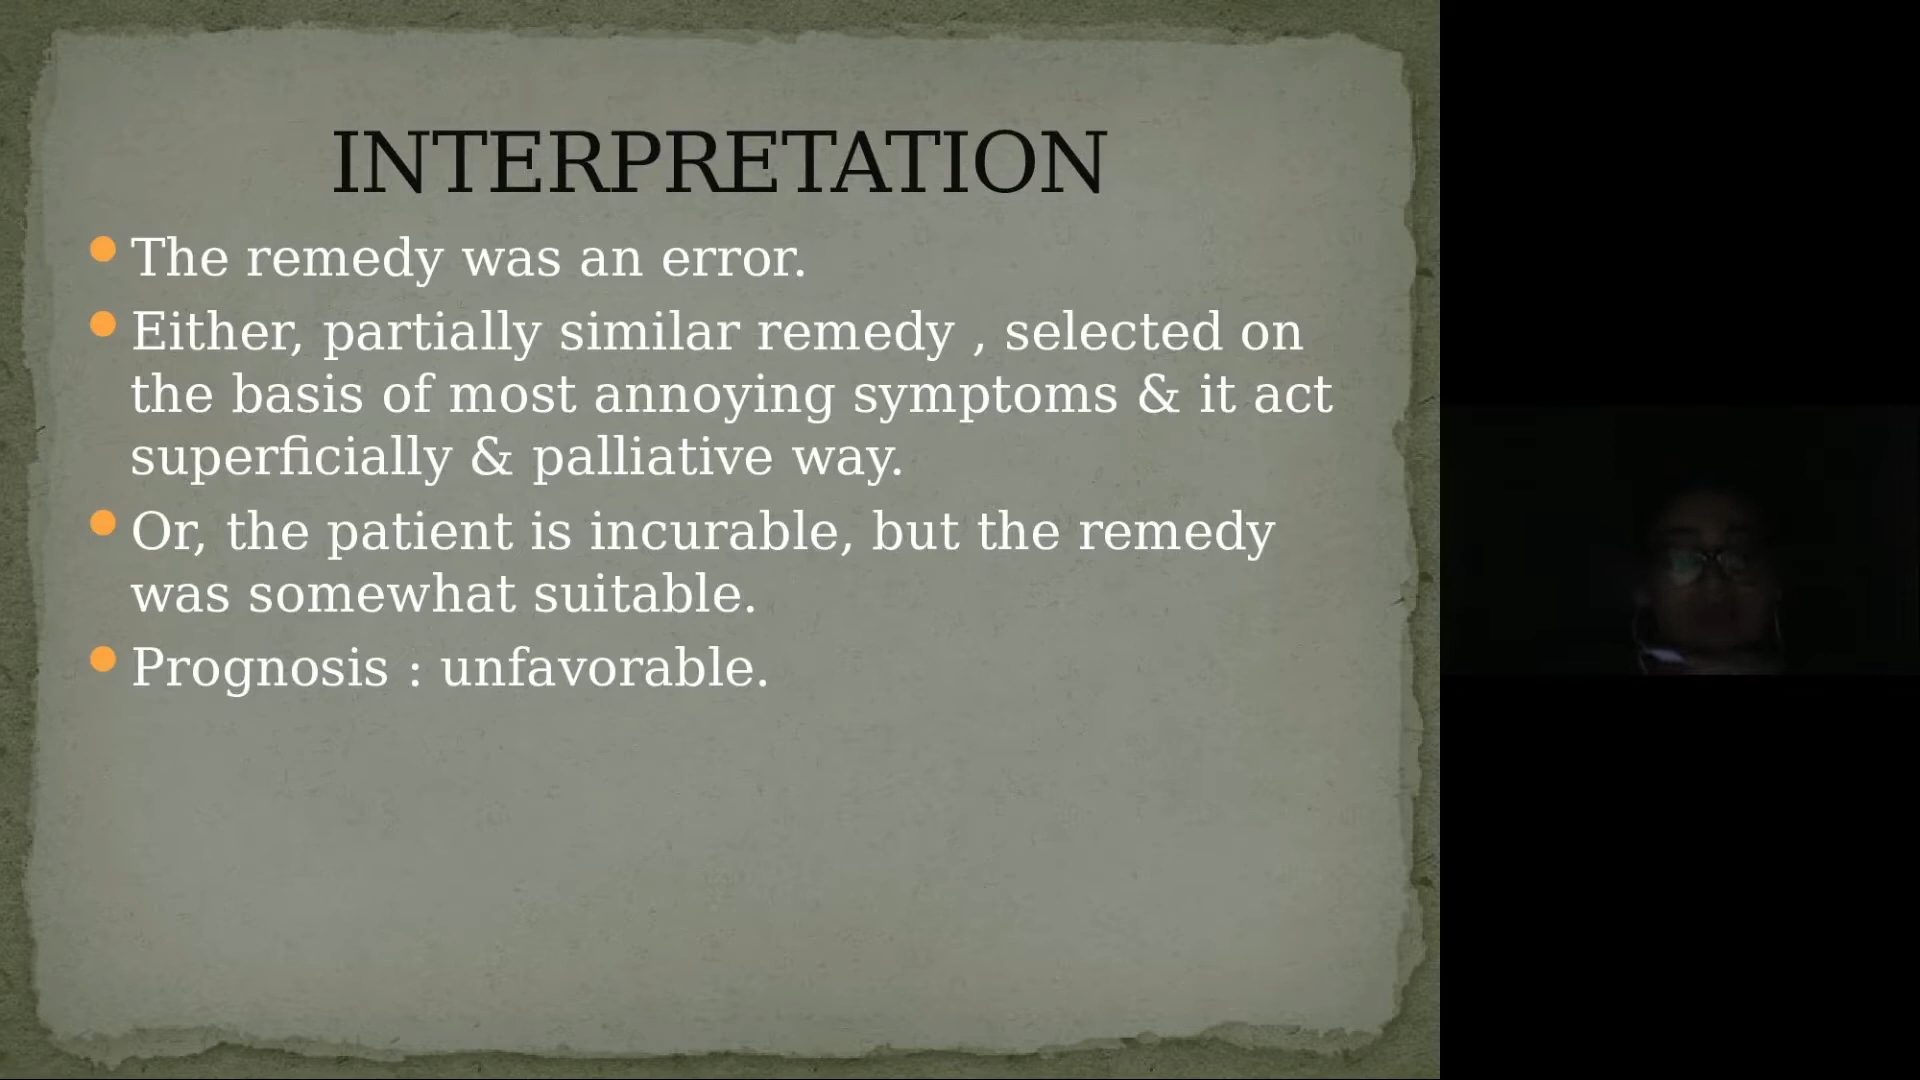 INTERPRETATION
The remedy was an error.
Either, partially similar remedy , selected on
the basis of most annoying symptoms & it act
superficially & palliative way.
Or, the patient is incurable, but the remedy
was somewhat suitable.
Prognosis : unfavorable.